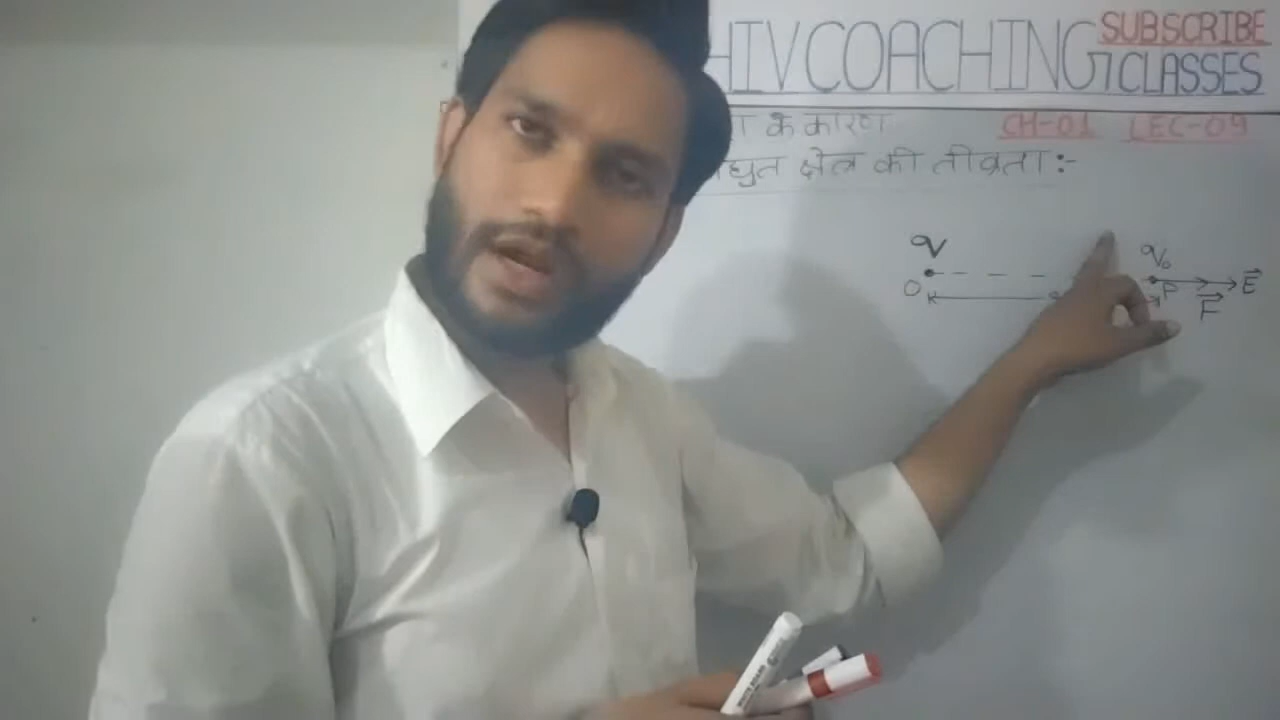 HIV COACHING SUBSCRIBE
CLASSES
के कारण CH-01 LEC-09
द्युत क्षेत्र की तीव्रता:-
q q₀
O P E
F